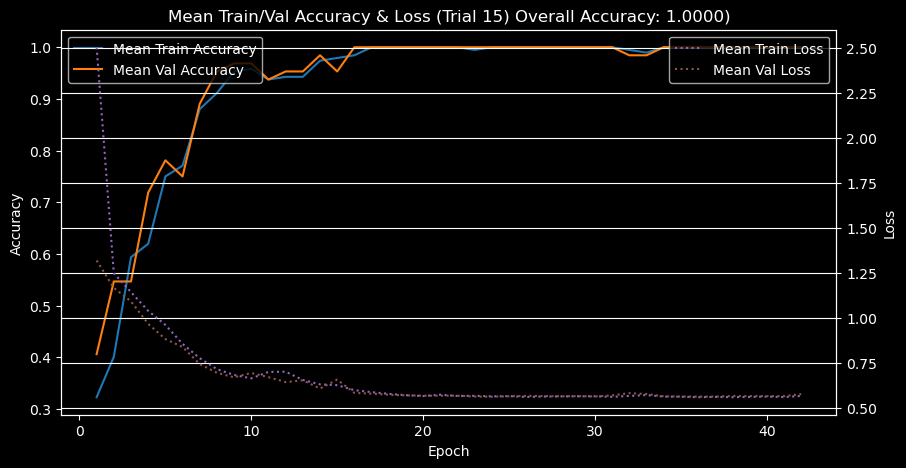 Mean Train/Val Accuracy & Loss (Trial 15) Overall Accuracy: 1.0000)
Mean Train Accuracy
Mean Val Accuracy
Mean Train Loss
Mean Val Loss
1.0
0.9
0.8
0.7
0.6
0.5
0.4
0.3
Accuracy
2.50
2.25
2.00
1.75
1.50
1.25
1.00
0.75
0.50
Loss
0 10 20 30 40
Epoch